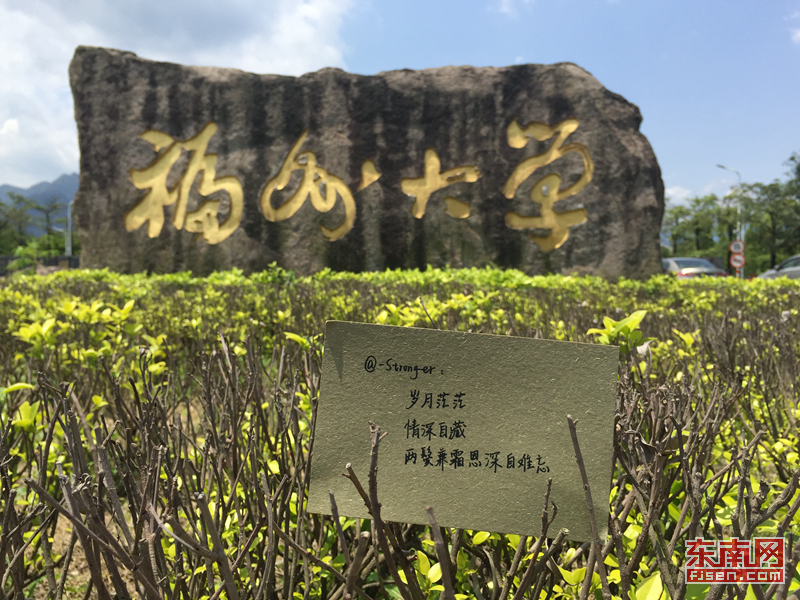 福州大学
@-Stronger:
岁月茫茫
情深自藏
两鬓乘霜恩深自难忘
东南网
FJSEN.COM